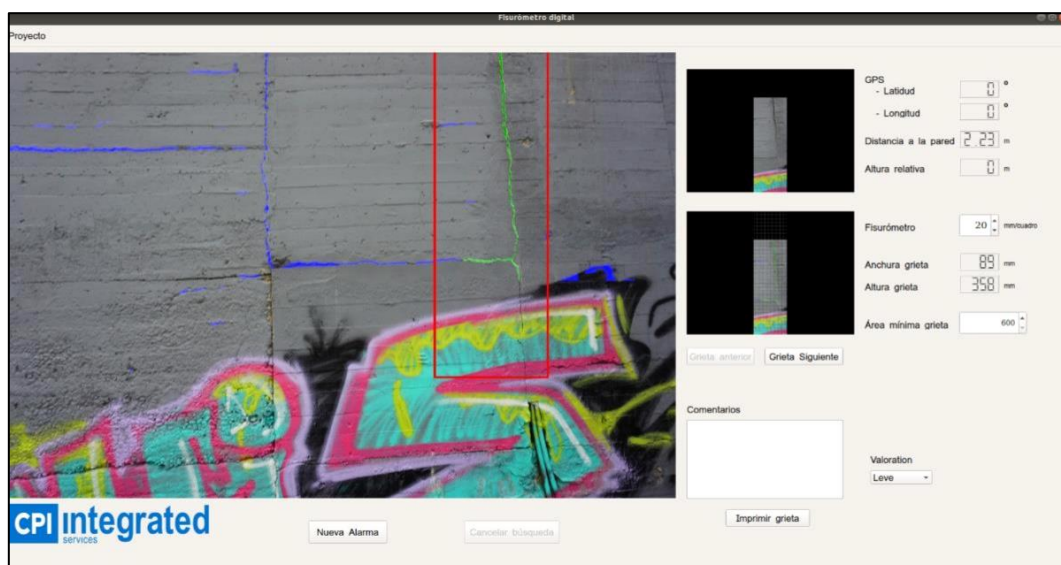 Fisurómetro digital
Proyecto
GPS
- Latidud
0 °
- Longitud
0 °
Distancia a la pared 2.23 m
Altura relativa 0 m
Fisurómetro 20 mm/cuadro
Anchura grieta 89 mm
Altura grieta 358 mm
Área mínima grieta 600
Grieta anterior Grieta Siguiente
Comentarios
Valoration
Leve
Imprimir grieta
CPI integrated
services
Nueva Alarma Cancelar búsqueda